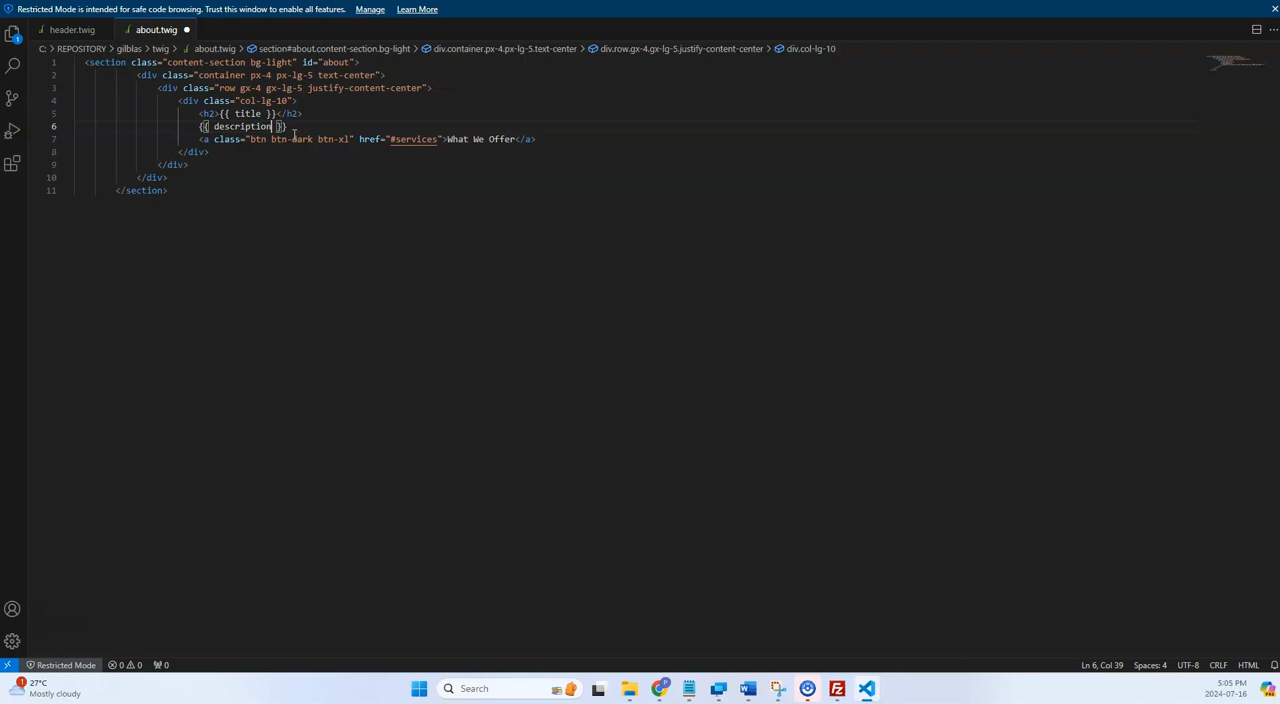 Restricted Mode is intended for safe code browsing. Trust this window to enable all features. Manage Learn More
header.twig about.twig
C: > REPOSITORY > gilblas > twig > about.twig > section#about.content-section.bg-light > div.container.px-4.px-lg-5.text-center > div.row.gx-4.gx-lg-5.justify-content-center > div.col-lg-10
1 <section class="content-section bg-light" id="about">
2 <div class="container px-4 px-lg-5 text-center">
3 <div class="row gx-4 gx-lg-5 justify-content-center">
4 <div class="col-lg-10">
5 <h2>{{ title }}</h2>
6 {{ description }}
7 <a class="btn btn-dark btn-xl" href="#services">What We Offer</a>
8 </div>
9 </div>
10 </div>
11 </section>
1
Restricted Mode 0 0 0 Ln 6, Col 39 Spaces: 4 UTF-8 CRLF HTML
1 27°C
Mostly cloudy
Search
5:05 PM
2024-07-16